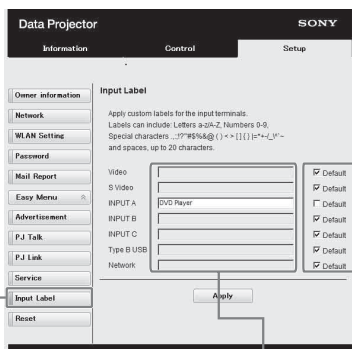 Data Projector
SONY
Information
Control
Setup
Owner information
Network
WLAN Setting
Password
Mail Report
Easy Menu
Advertisement
PJ Talk
PJ Link
Service
Input Label
Reset
Input Label
Apply custom labels for the input terminals.
Labels can include: Letters a-z/A-Z, Numbers 0-9,
Special characters .,:;!?'"#$%&@ ( ) < > [ ] { } |=*+-/_\^`~
and spaces, up to 20 characters.
Video Default
S Video Default
INPUT A DVD Player Default
INPUT B Default
INPUT C Default
Type B USB Default
Network Default
Apply